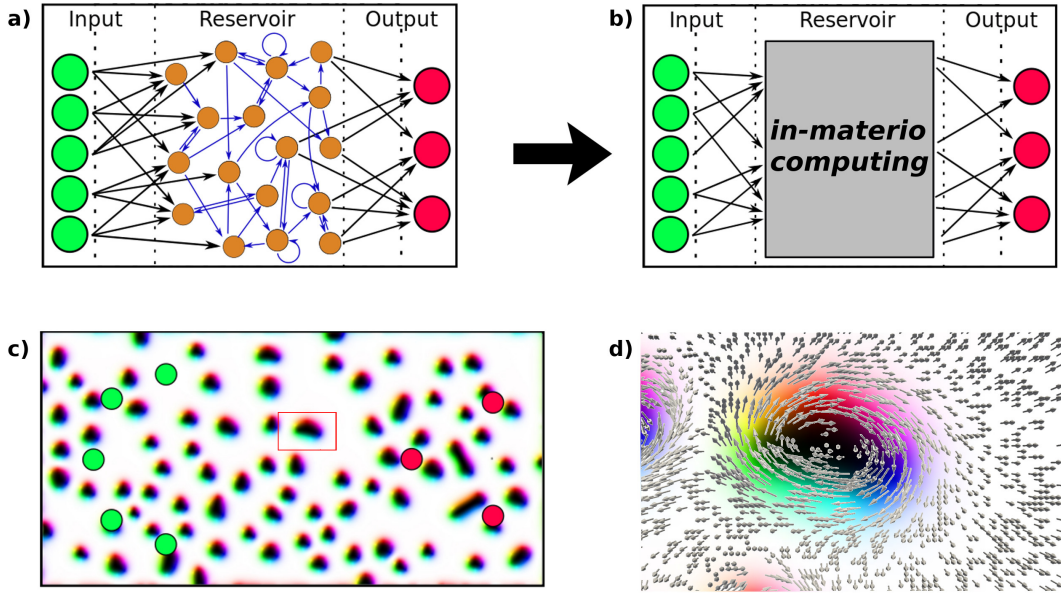 a)
Input Reservoir Output
b)
Input Reservoir Output
in-materio
computing
c)
d)